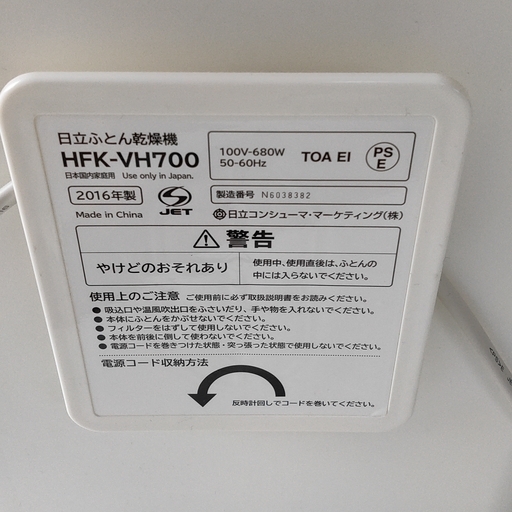 日立ふとん乾燥機
HFK-VH700
日本国内家庭用 Use only in Japan.
100V-680W
50-60Hz
TOA EI
PS
E
2016年製
JET
製造番号 N6038382
Made in China
日立コンシューマ・マーケティング(株)
警告
やけどのおそれあり
使用中、使用直後は、ふとんの
中には入らないでください。
使用上のご注意 ご使用前に必ず取扱説明書をお読みください。
●吸込口や温風吹出口をふさいだり、手や物を入れないでください。
●本体にふとんをかぶせないでください。
●フィルターをはずして使用しないでください。
●本体を前後に倒して使わないでください。
●電源コードを巻きつけた状態・突っ張った状態で使用しないでください。
電源コード収納方法
反時計回しでコードを巻いてください。